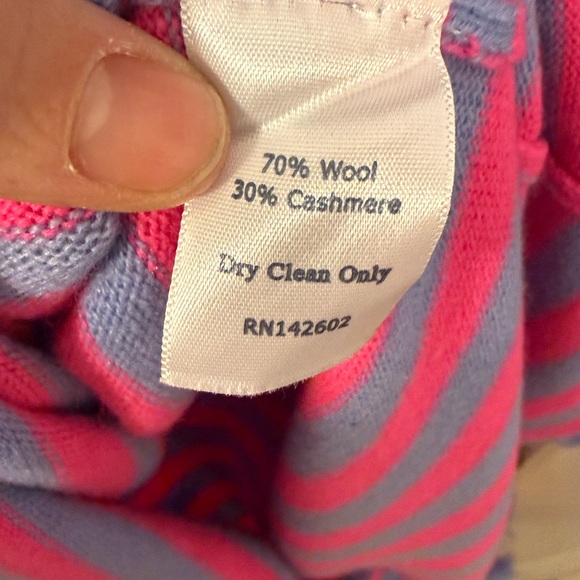 70% Wool
30% Cashmere
Dry Clean Only
RN142602